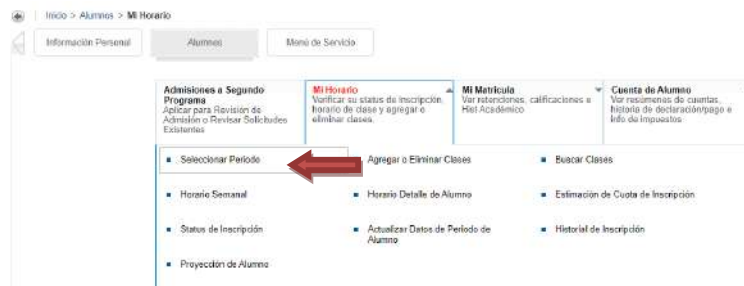 Inicio > Alumnos > Mi Horario
Información Personal
Alumnos
Menú de Servicio
Admisiones a Segundo
Programa
Aplicar para Revisión de
Admisión o Revisar Solicitudes
Existentes
Mi Horario
Verificar su status de inscripción,
horario de clase y agregar o
eliminar clases.
Mi Matrícula
Ver retenciones, calificaciones e
Hist Académico
Cuenta de Alumno
Ver resúmenes de cuentas,
historia de declaración/pago e
info de impuestos
Seleccionar Periodo
Agregar o Eliminar Clases
Buscar Clases
Horario Semanal
Horario Detalle de Alumno
Estimación de Cuota de Inscripción
Status de Inscripción
Actualizar Datos de Periodo de
Alumno
Historial de Inscripción
Proyección de Alumno